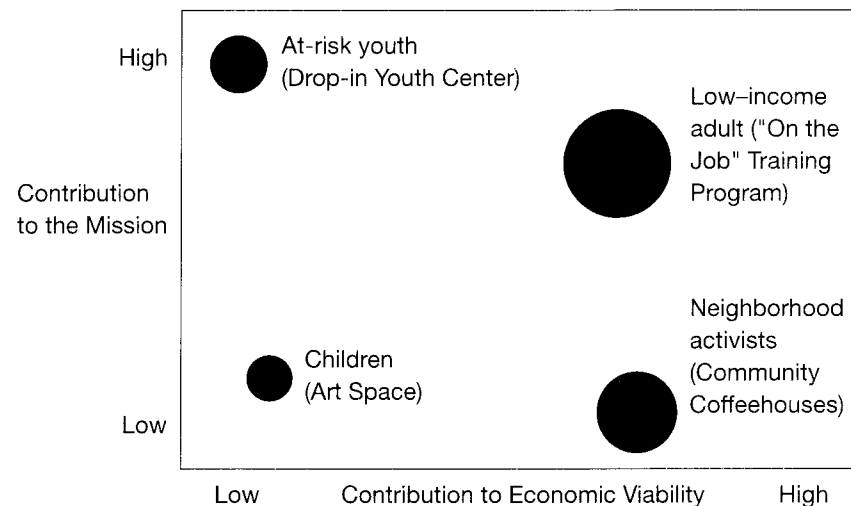 High
At-risk youth
(Drop-in Youth Center)
Low–income
adult ("On the
Job" Training
Program)
Contribution
to the Mission
Neighborhood
activists
(Community
Coffeehouses)
Children
(Art Space)
Low
Low Contribution to Economic Viability High